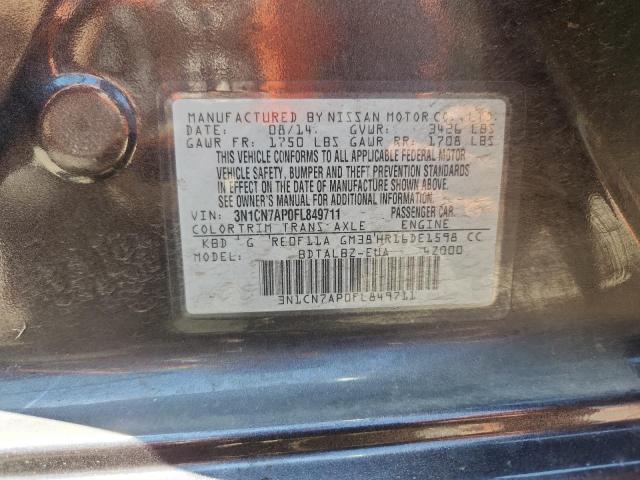 MANUFACTURED BY NISSAN MOTOR CO., LTD.
DATE: 08/14. GVWR: 3426 LBS
GAWR FR: 1750 LBS GAWR RR: 1708 LBS
THIS VEHICLE CONFORMS TO ALL APPLICABLE FEDERAL MOTOR
VEHICLE SAFETY, BUMPER AND THEFT PREVENTION STANDARDS
IN EFFECT ON THE DATE OF MANUFACTURE SHOWN ABOVE.
SEE OWNER'S MANUAL FOR ADDITIONAL INFORMATION.
VIN: 3N1CN7AP0FL849711 PASSENGER CAR
COLOR TRIM TRANS AXLE ENGINE
KBD G RE0F11A GM38 HR16DE1598 CC
BDTALBZ-EUA 4Z000
3N1CN7AP0FL849711